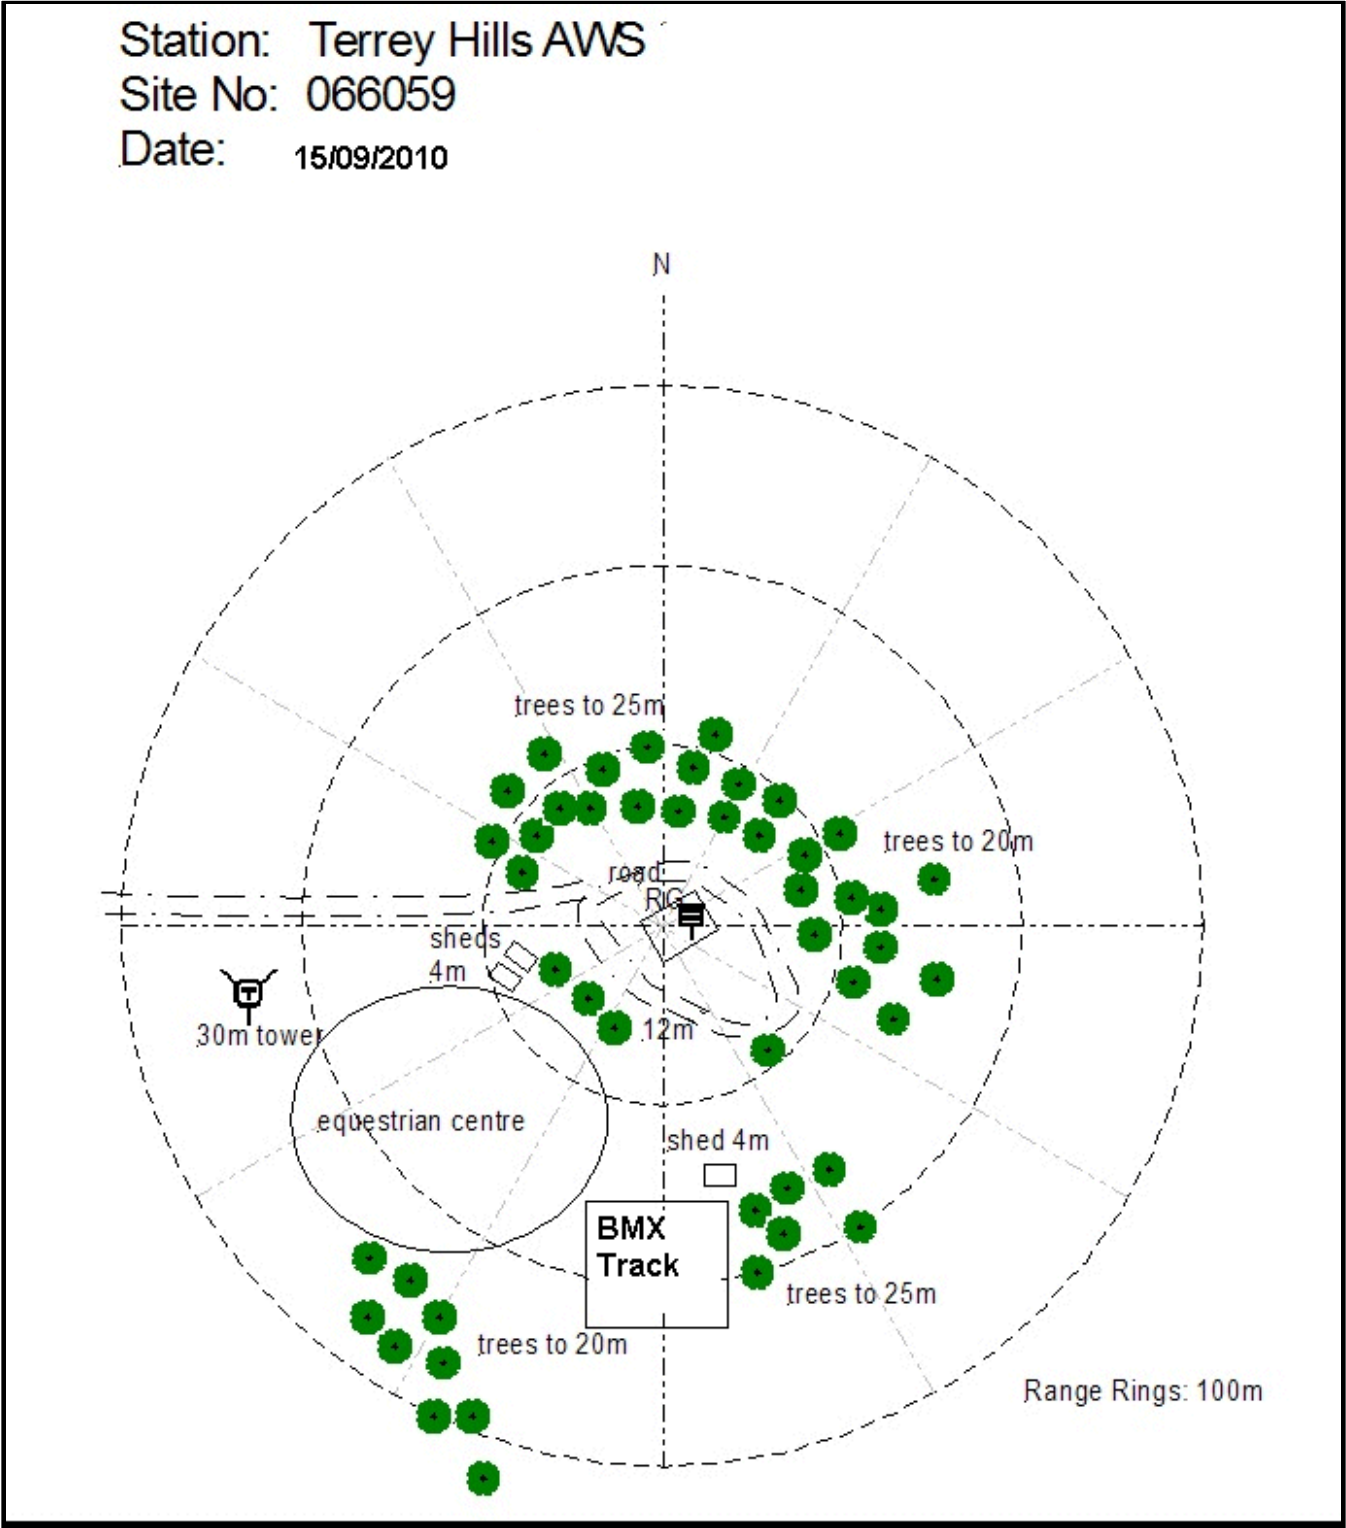 Station: Terrey Hills AWS
Site No: 066059
Date: 15/09/2010
N
trees to 25m
trees to 20m
road
RG
sheds
4m
30m tower
12m
equestrian centre
shed 4m
BMX
Track
trees to 25m
trees to 20m
Range Rings: 100m